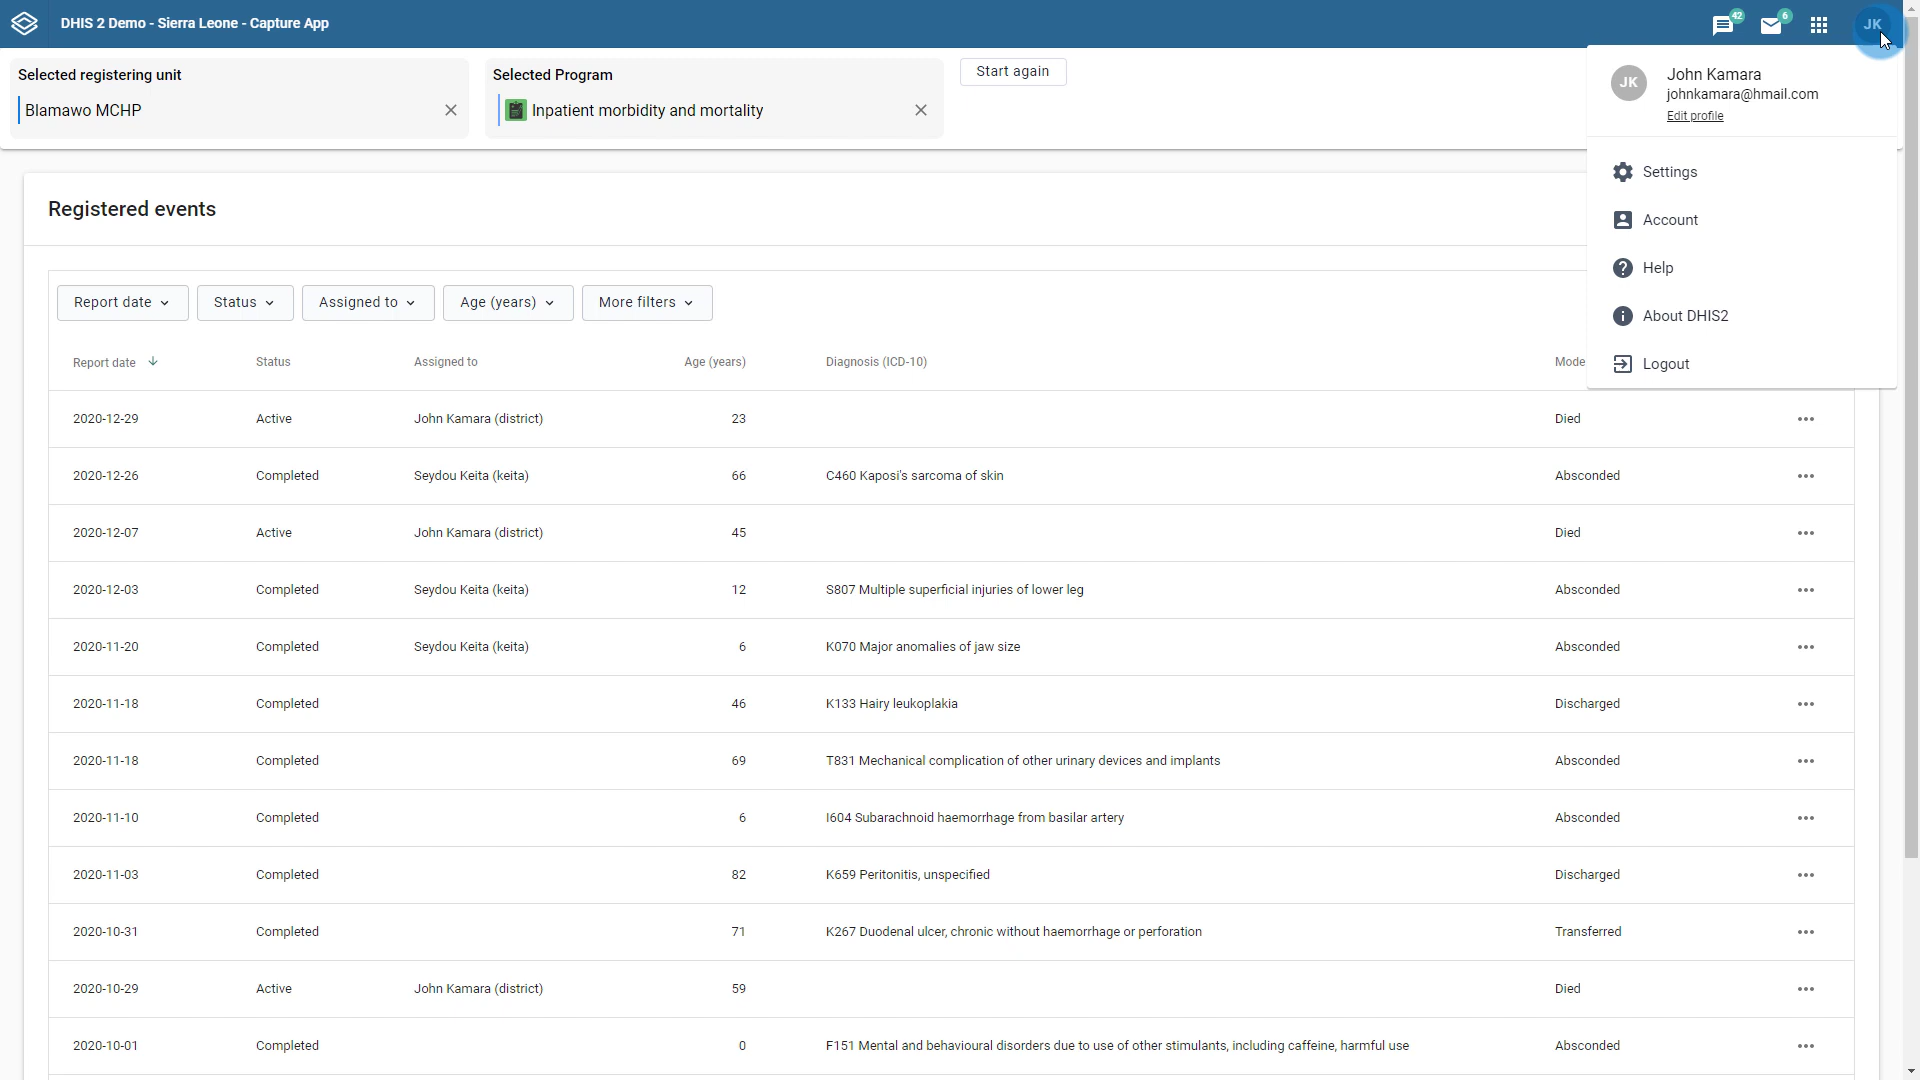 DHIS 2 Demo - Sierra Leone - Capture App
42
6
JK
Selected registering unit
Blamawo MCHP
Selected Program
Inpatient morbidity and mortality
Start again
JK
John Kamara
johnkamara@hmail.com
Edit profile
Settings
Account
Help
About DHIS2
Logout
Registered events
Report date
Status
Assigned to
Age (years)
More filters
Report date Status Assigned to Age (years) Diagnosis (ICD-10) Mode
2020-12-29 Active John Kamara (district) 23 Died
2020-12-26 Completed Seydou Keita (keita) 66 C460 Kaposi's sarcoma of skin Absconded
2020-12-07 Active John Kamara (district) 45 Died
2020-12-03 Completed Seydou Keita (keita) 12 S807 Multiple superficial injuries of lower leg Absconded
2020-11-20 Completed Seydou Keita (keita) 6 K070 Major anomalies of jaw size Absconded
2020-11-18 Completed 46 K133 Hairy leukoplakia Discharged
2020-11-18 Completed 69 T831 Mechanical complication of other urinary devices and implants Absconded
2020-11-10 Completed 6 I604 Subarachnoid haemorrhage from basilar artery Absconded
2020-11-03 Completed 82 K659 Peritonitis, unspecified Discharged
2020-10-31 Completed 71 K267 Duodenal ulcer, chronic without haemorrhage or perforation Transferred
2020-10-29 Active John Kamara (district) 59 Died
2020-10-01 Completed 0 F151 Mental and behavioural disorders due to use of other stimulants, including caffeine, harmful use Absconded